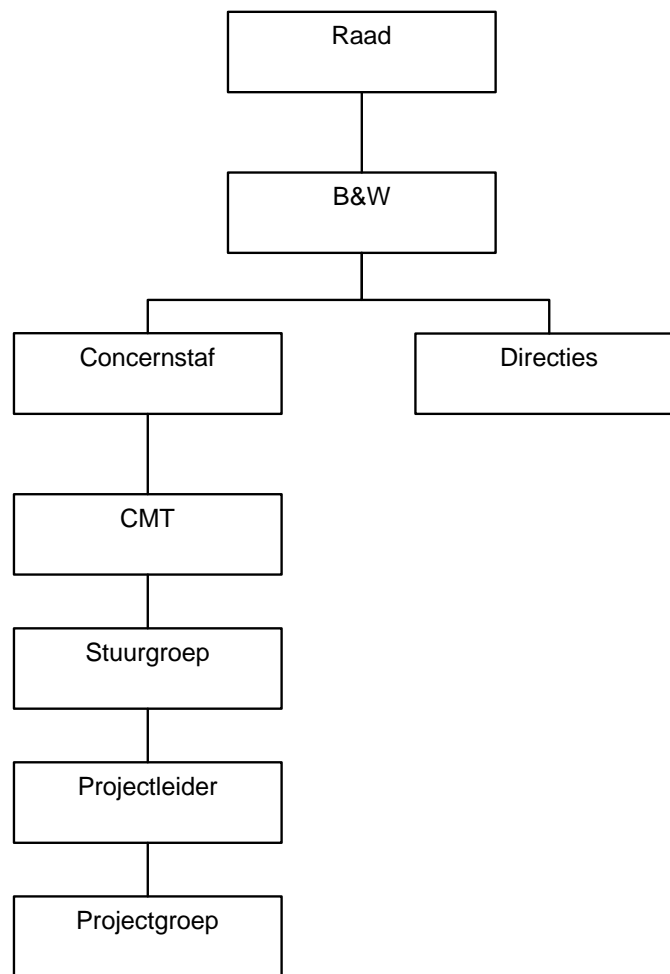 Raad
B&W
Concernstaf
Directies
CMT
Stuurgroep
Projectleider
Projectgroep